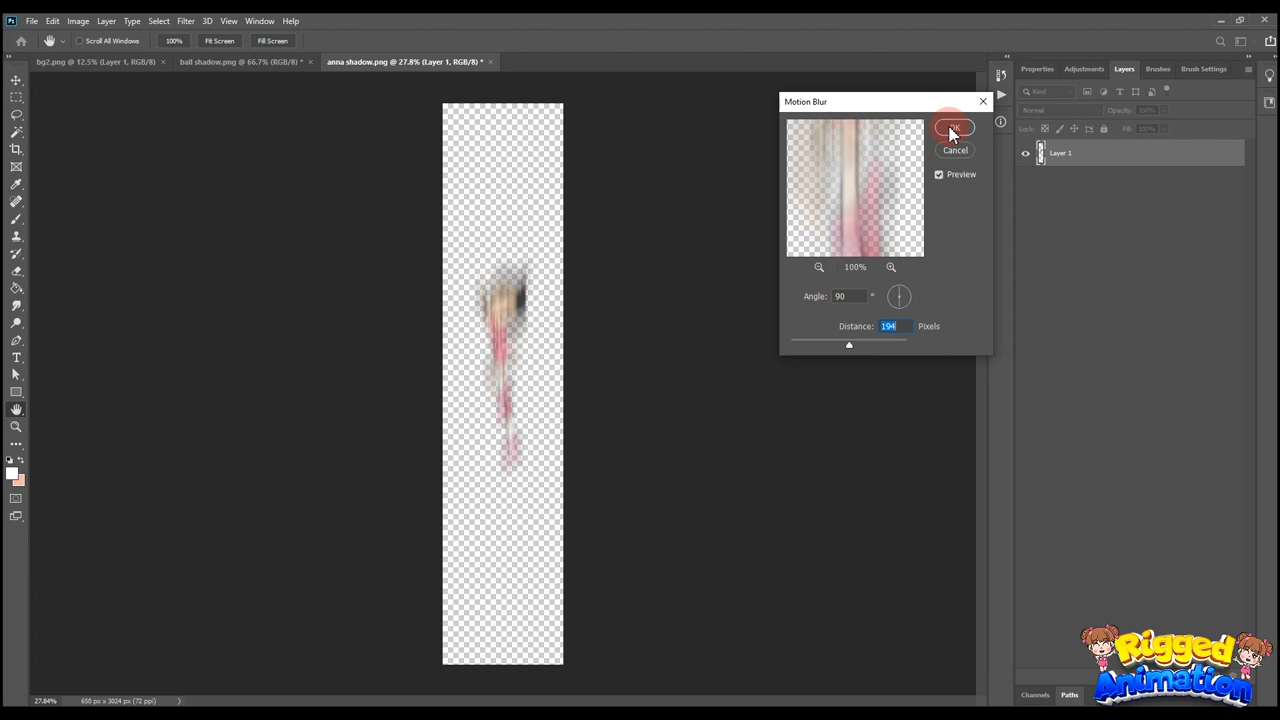 Ps File Edit Image Layer Type Select Filter 3D View Window Help
Scroll All Windows 100% Fit Screen Fill Screen
bg2.png @ 12.5% (Layer 1, RGB/8) × ball shadow.png @ 66.7% (RGB/8) * × anna shadow.png @ 27.8% (Layer 1, RGB/8) * ×
Properties Adjustments Layers Brushes Brush Settings
Kind
Normal Opacity: 100%
Lock: Fill: 100%
Layer 1
Motion Blur
OK
Cancel
Preview
100%
Angle: 90 °
Distance: 194 Pixels
27.84% 650 px x 3024 px (72 ppi)
Channels Paths
Rigged
Animation